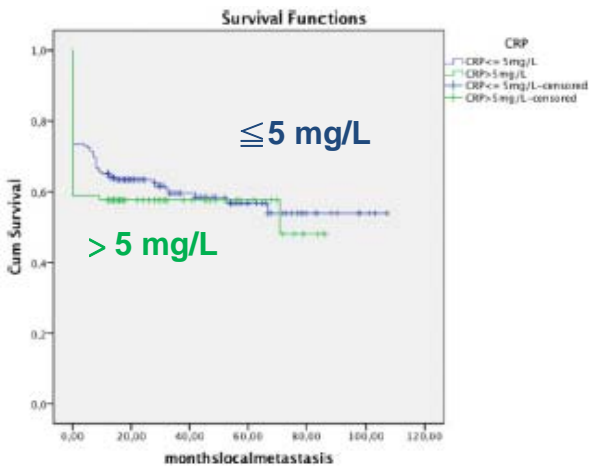 Survival Functions
CRP
CRP<= 5mg/L
CRP>5mg/L
CRP<= 5mg/L-censored
CRP>5mg/L-censored
≦5 mg/L
> 5 mg/L
Cum Survival
1,0
0,8
0,6
0,4
0,2
0,0
0,00 20,00 40,00 60,00 80,00 100,00 120,00
monthslocalmetastasis